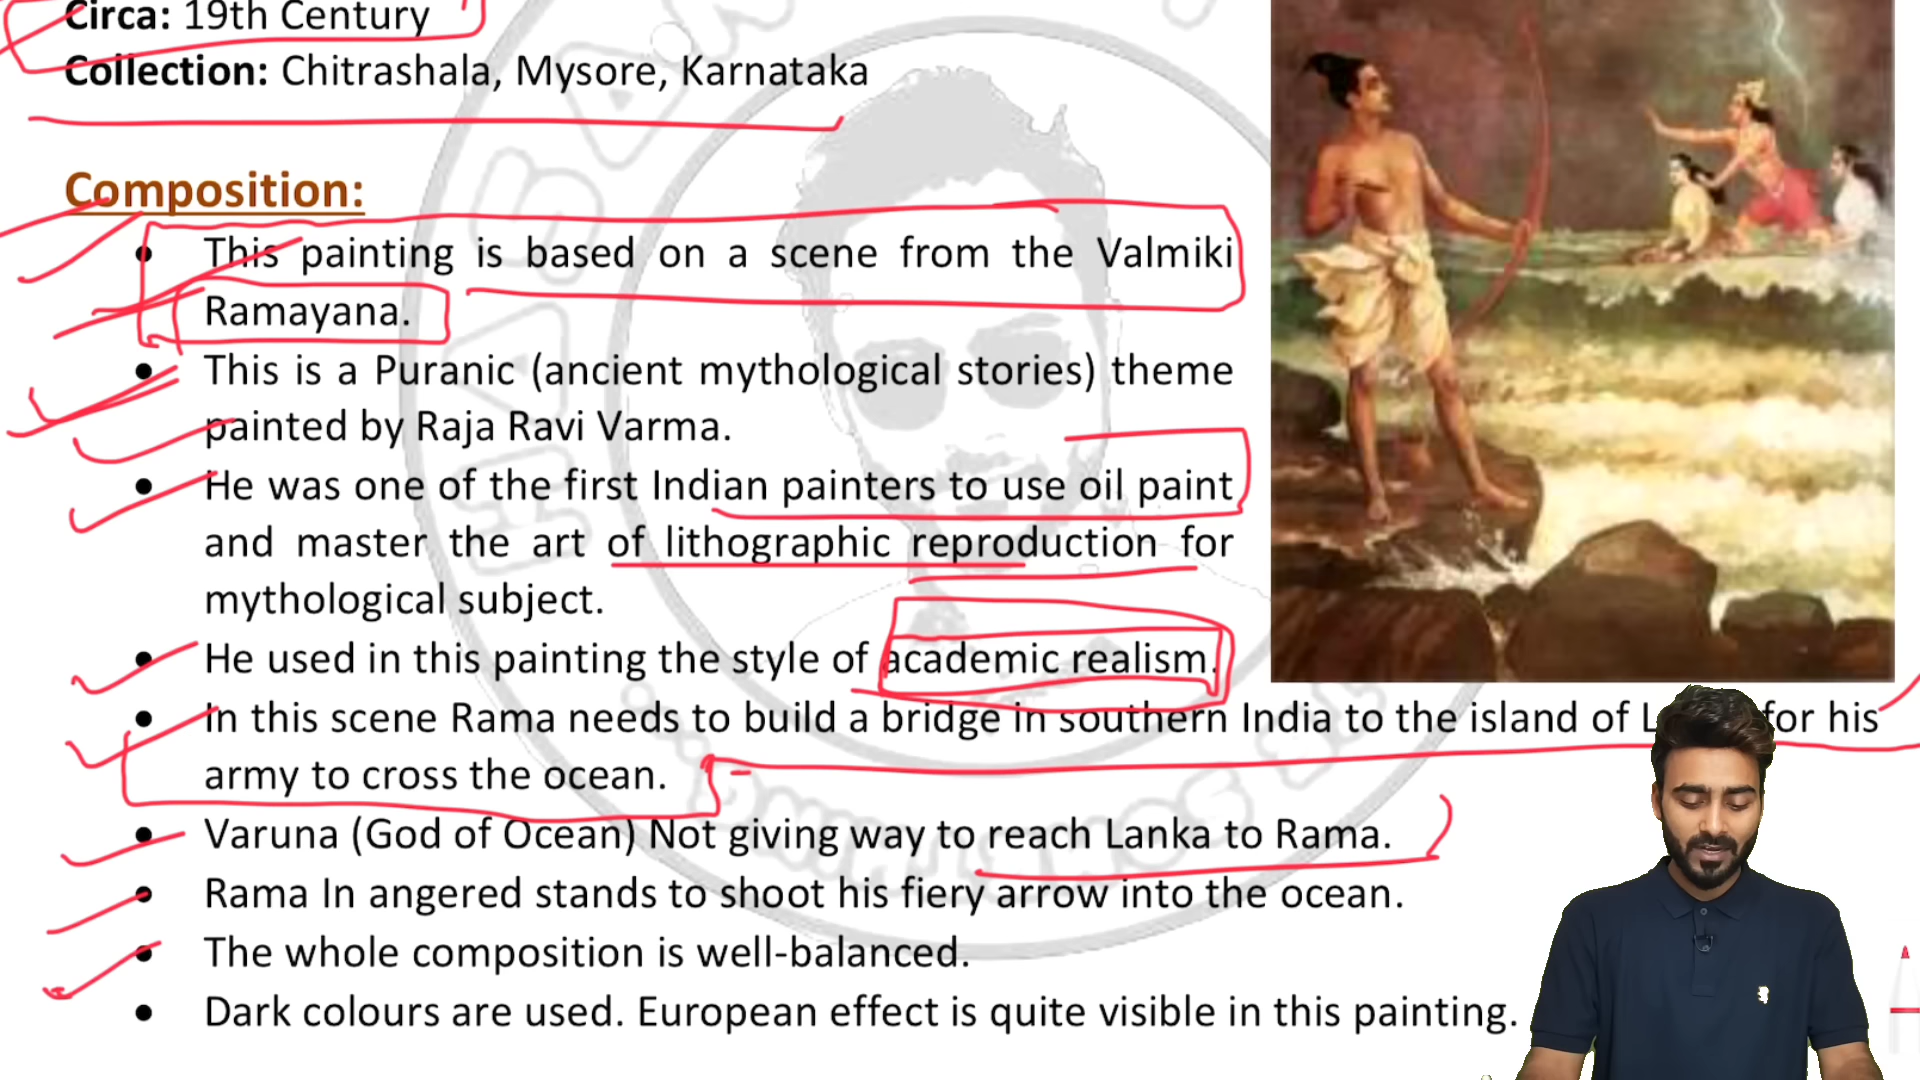 Circa: 19th Century
Collection: Chitrashala, Mysore, Karnataka
Composition:
• This painting is based on a scene from the Valmiki
Ramayana.
• This is a Puranic (ancient mythological stories) theme
painted by Raja Ravi Varma.
• He was one of the first Indian painters to use oil paint
and master the art of lithographic reproduction for
mythological subject.
• He used in this painting the style of academic realism.
• In this scene Rama needs to build a bridge in southern India to the island of for his
army to cross the ocean.
• Varuna (God of Ocean) Not giving way to reach Lanka to Rama.
• Rama In angered stands to shoot his fiery arrow into the ocean.
• The whole composition is well-balanced.
• Dark colours are used. European effect is quite visible in this painting.